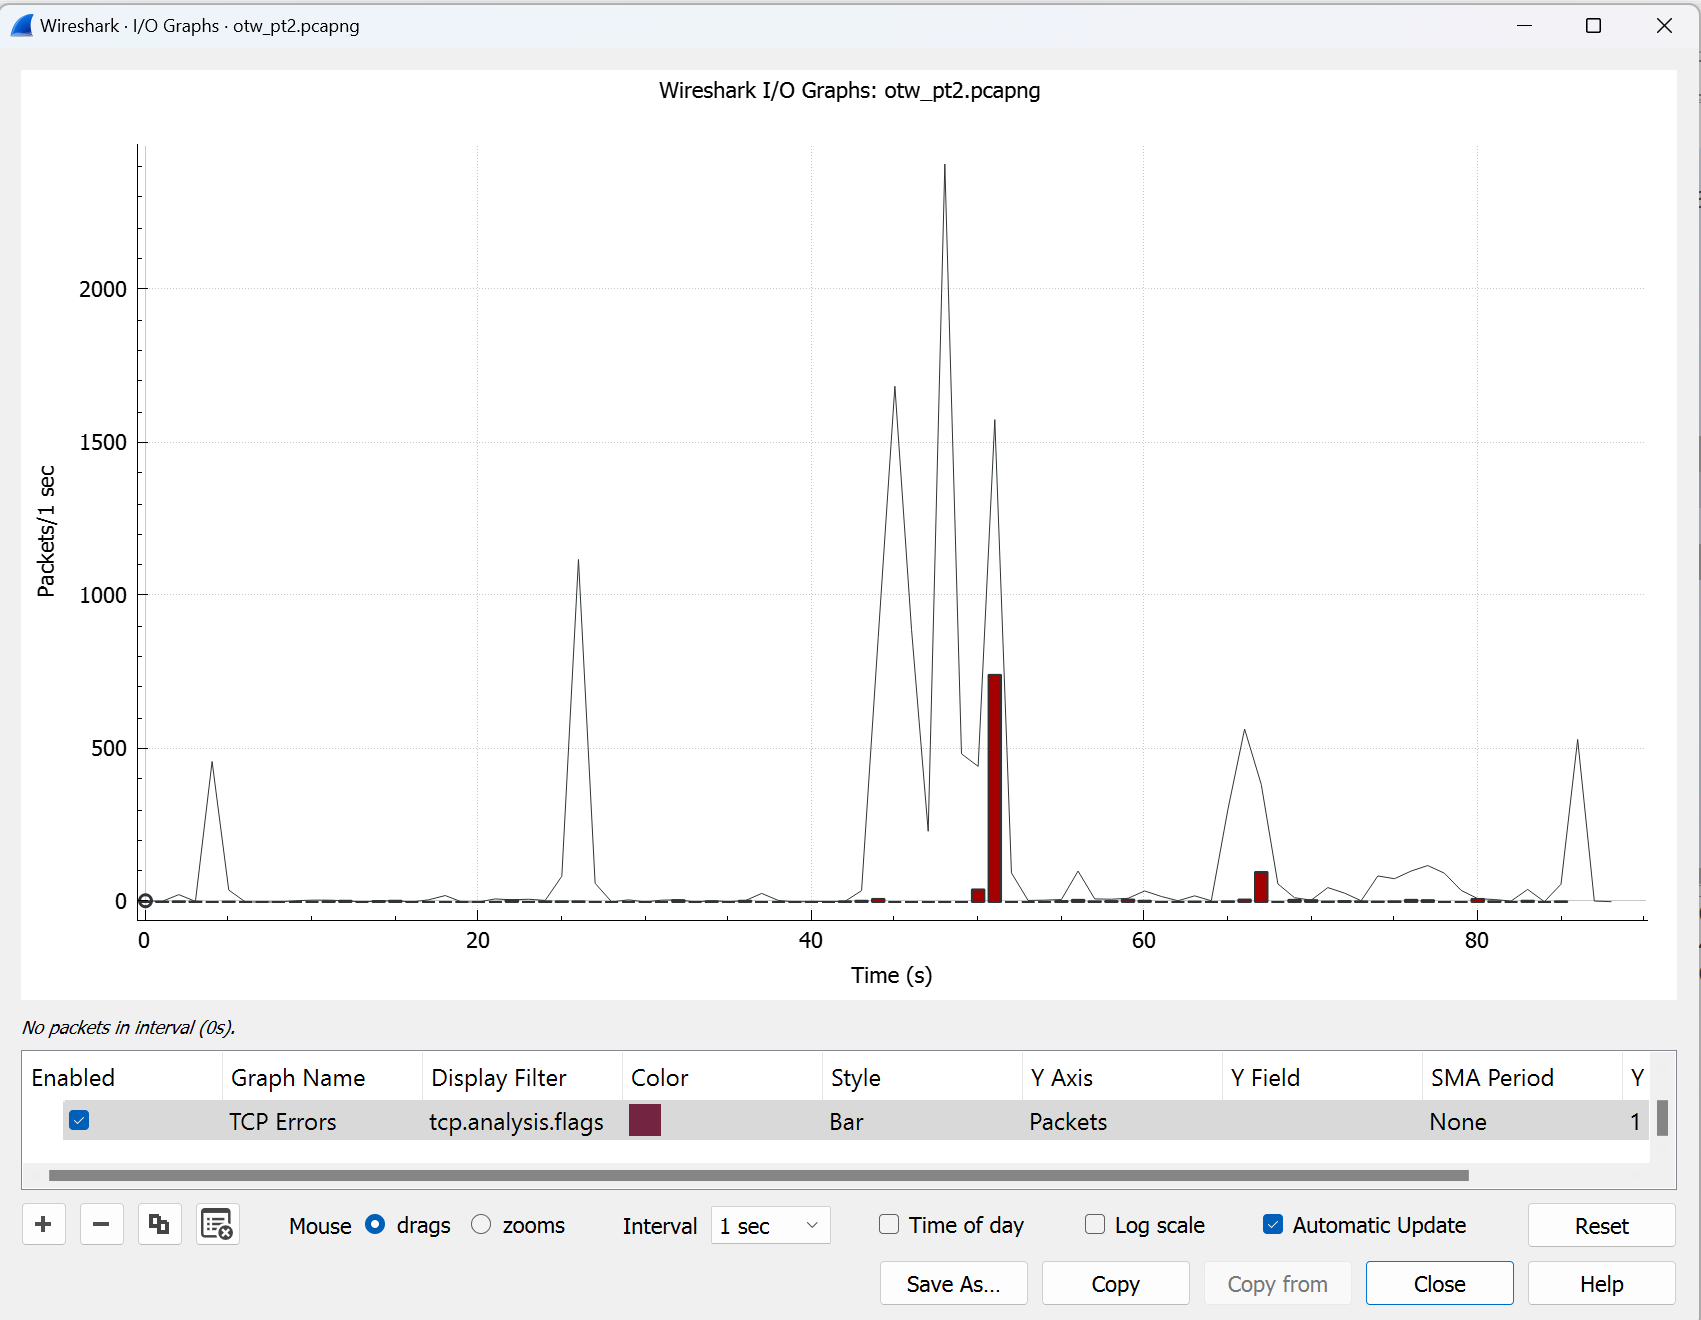 Wireshark · I/O Graphs · otw_pt2.pcapng
Wireshark I/O Graphs: otw_pt2.pcapng
Packets/1 sec
2000
1500
1000
500
0
0 20 40 60 80
Time (s)
No packets in interval (0s).
Enabled Graph Name Display Filter Color Style Y Axis Y Field SMA Period Y
TCP Errors tcp.analysis.flags Bar Packets None 1
Mouse drags zooms Interval 1 sec Time of day Log scale Automatic Update Reset
Save As... Copy Copy from Close Help